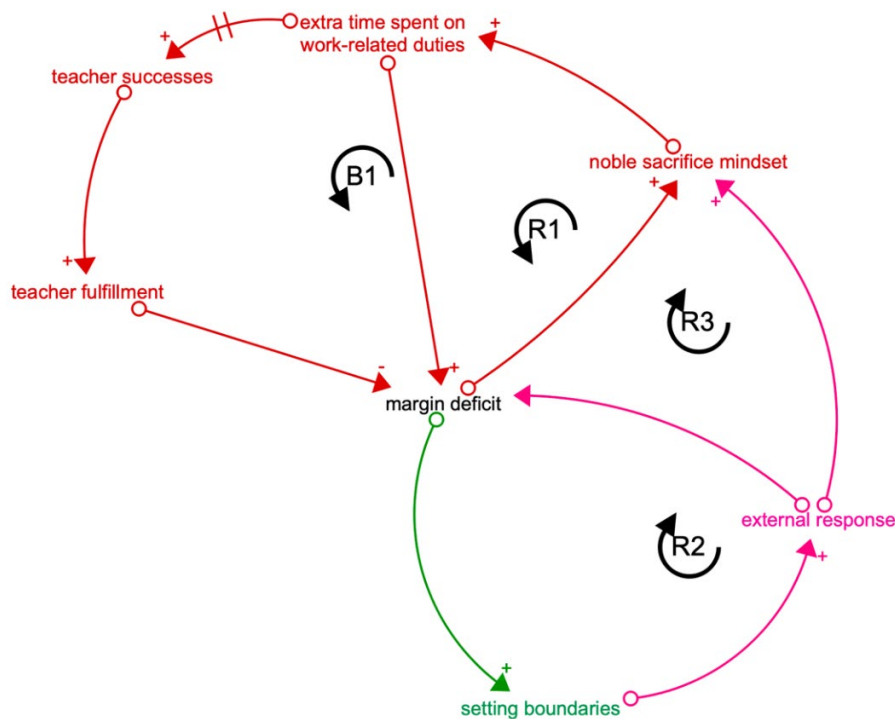 extra time spent on
work-related duties
+
+
teacher successes
noble sacrifice mindset
+
+
B1
R1
+
teacher fulfillment
R3
-
+
margin deficit
external response
+
R2
+
setting boundaries